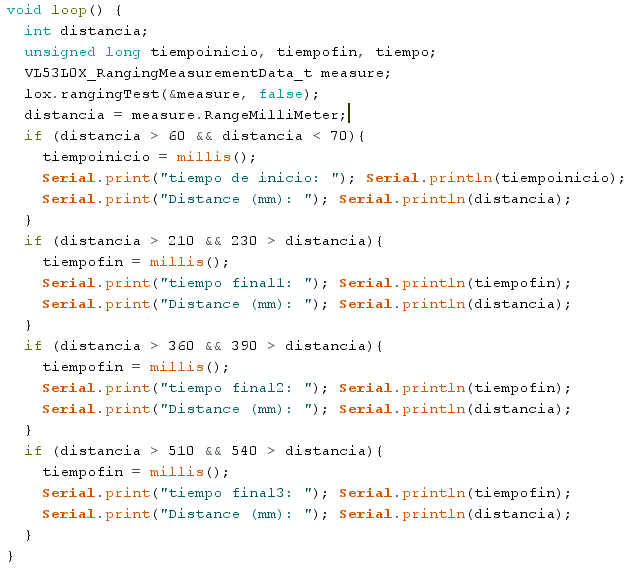 void loop() {
  int distancia;
  unsigned long tiempoinicio, tiempofin, tiempo;
  VL53L0X_RangingMeasurementData_t measure;
  lox.rangingTest(&measure, false);
  distancia = measure.RangeMilliMeter;
  if (distancia > 60 && distancia < 70){
    tiempoinicio = millis();
    Serial.print("tiempo de inicio: "); Serial.println(tiempoinicio);
    Serial.print("Distance (mm): "); Serial.println(distancia);
  }
  if (distancia > 210 && 230 > distancia){
    tiempofin = millis();
    Serial.print("tiempo final1: "); Serial.println(tiempofin);
    Serial.print("Distance (mm): "); Serial.println(distancia);
  }
  if (distancia > 360 && 390 > distancia){
    tiempofin = millis();
    Serial.print("tiempo final2: "); Serial.println(tiempofin);
    Serial.print("Distance (mm): "); Serial.println(distancia);
  }
  if (distancia > 510 && 540 > distancia){
    tiempofin = millis();
    Serial.print("tiempo final3: "); Serial.println(tiempofin);
    Serial.print("Distance (mm): "); Serial.println(distancia);
  }
}